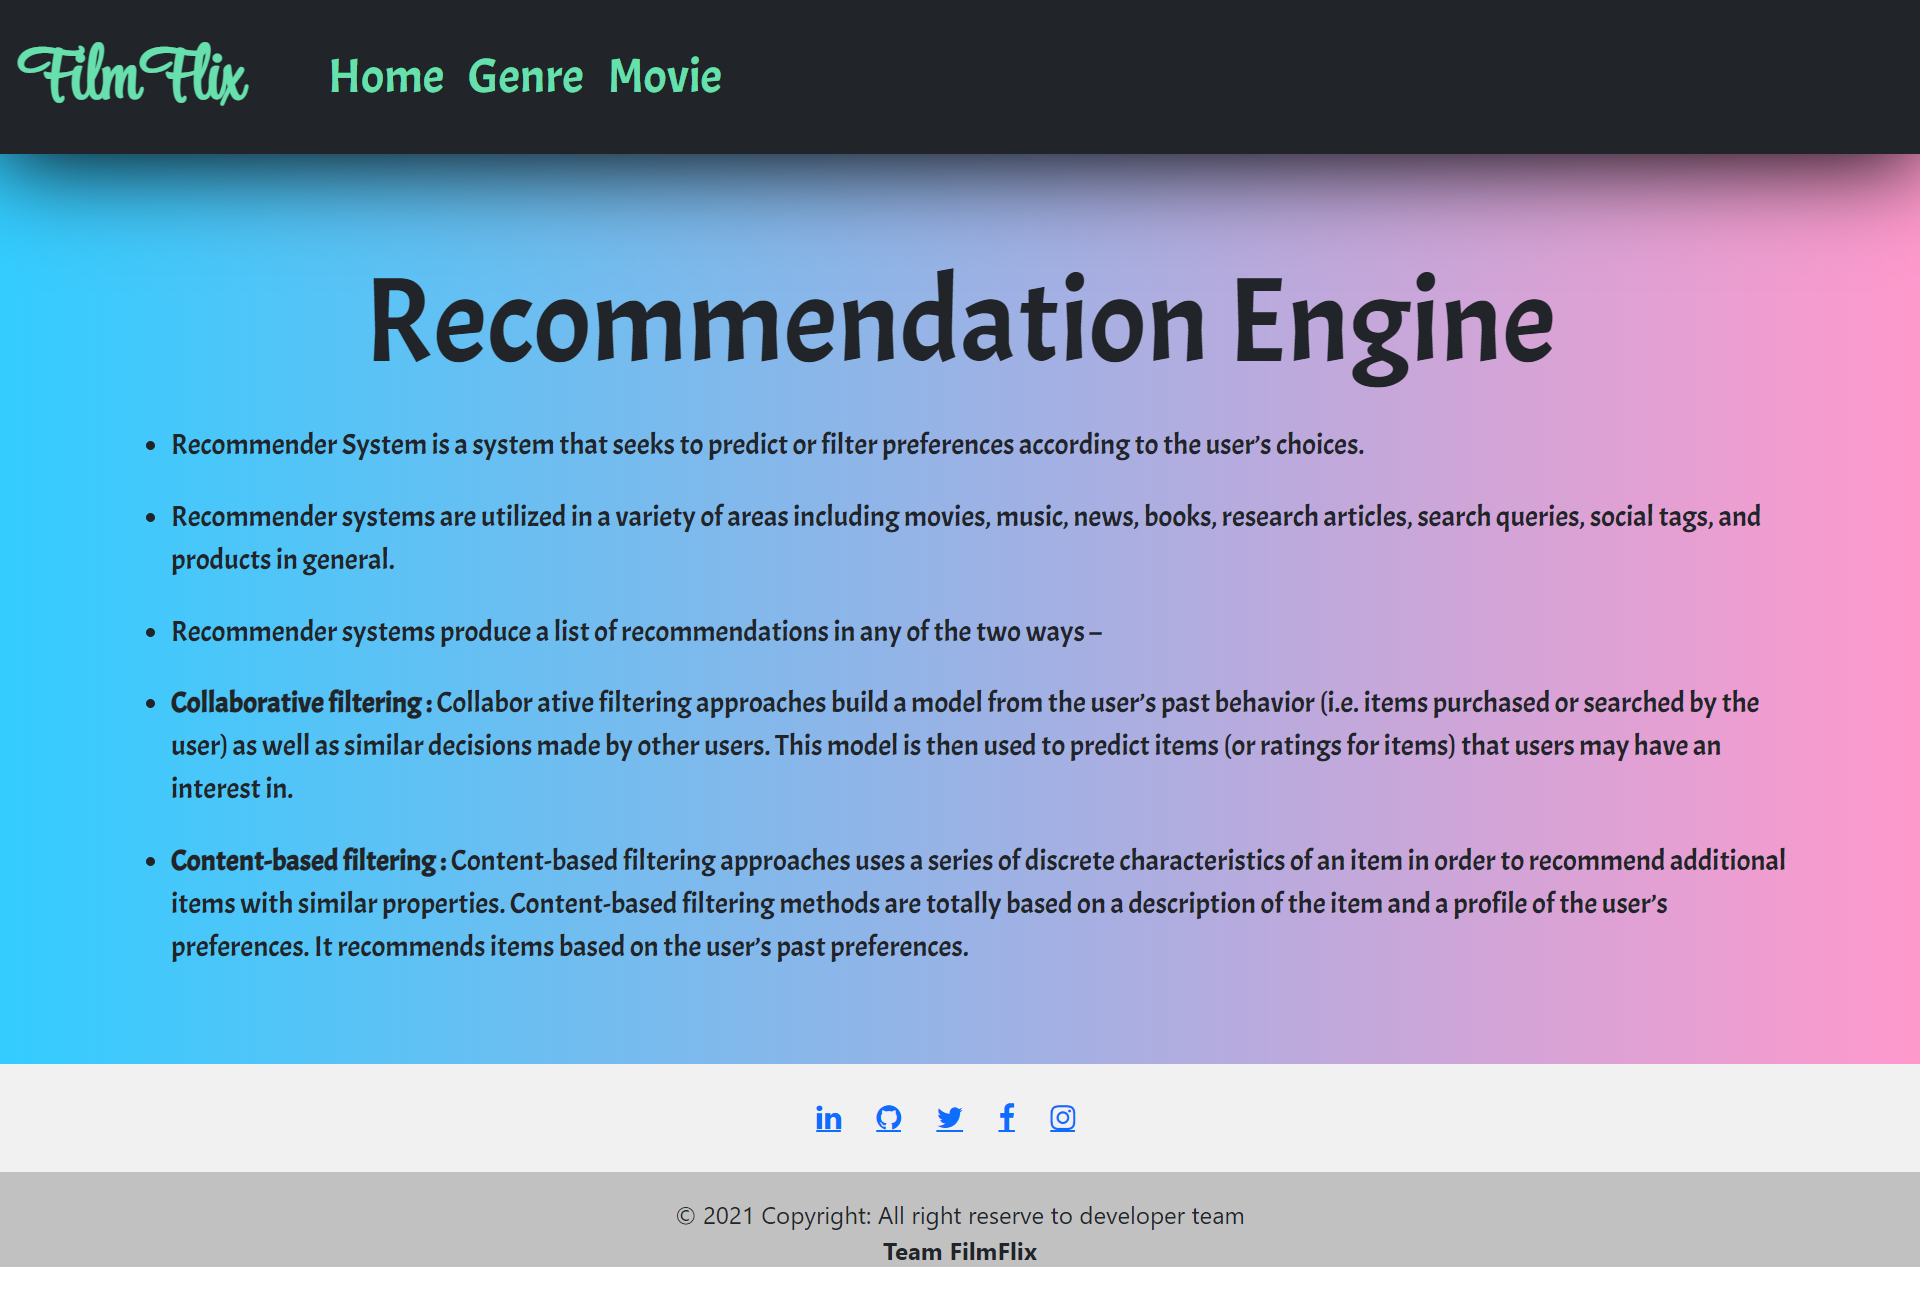 FilmFlix Home Genre Movie
Recommendation Engine
• Recommender System is a system that seeks to predict or filter preferences according to the user’s choices.
• Recommender systems are utilized in a variety of areas including movies, music, news, books, research articles, search queries, social tags, and
products in general.
• Recommender systems produce a list of recommendations in any of the two ways –
• Collaborative filtering : Collabor ative filtering approaches build a model from the user’s past behavior (i.e. items purchased or searched by the
user) as well as similar decisions made by other users. This model is then used to predict items (or ratings for items) that users may have an
interest in.
• Content-based filtering : Content-based filtering approaches uses a series of discrete characteristics of an item in order to recommend additional
items with similar properties. Content-based filtering methods are totally based on a description of the item and a profile of the user’s
preferences. It recommends items based on the user’s past preferences.
© 2021 Copyright: All right reserve to developer team
Team FilmFlix